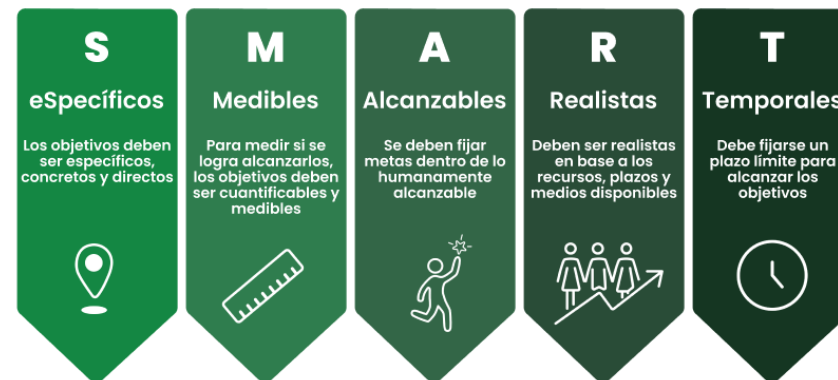 S
eSpecíficos
Los objetivos deben
ser específicos,
concretos y directos
M
Medibles
Para medir si se
logra alcanzarlos,
los objetivos deben
ser cuantificables y
medibles
A
Alcanzables
Se deben fijar
metas dentro de lo
humanamente
alcanzable
R
Realistas
Deben ser realistas
en base a los
recursos, plazos y
medios disponibles
T
Temporales
Debe fijarse un
plazo límite para
alcanzar los
objetivos